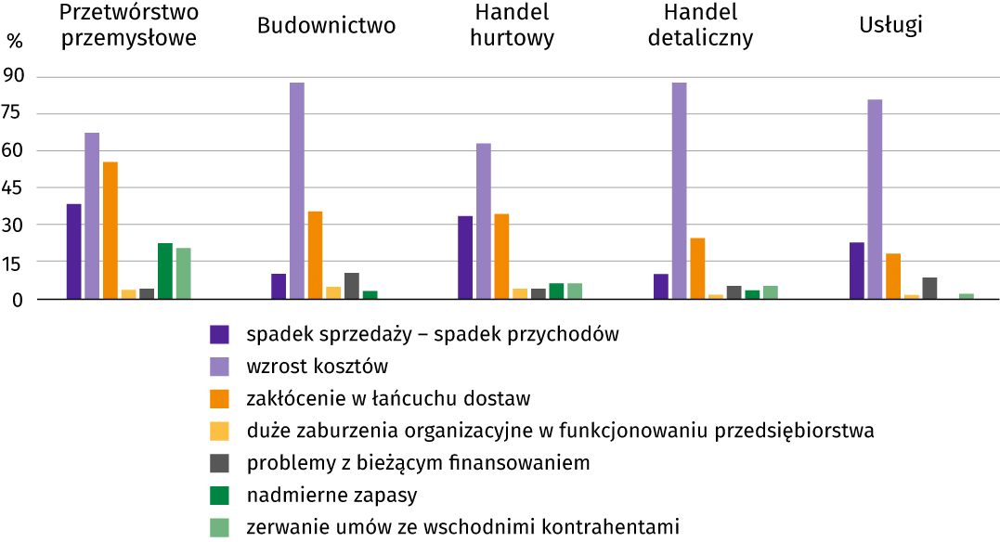 Przetwórstwo
przemysłowe
Budownictwo
Handel
hurtowy
Handel
detaliczny
Usługi
%
90
75
60
45
30
15
0
spadek sprzedaży – spadek przychodów
wzrost kosztów
zakłócenie w łańcuchu dostaw
duże zaburzenia organizacyjne w funkcjonowaniu przedsiębiorstwa
problemy z bieżącym finansowaniem
nadmierne zapasy
zerwanie umów ze wschodnimi kontrahentami